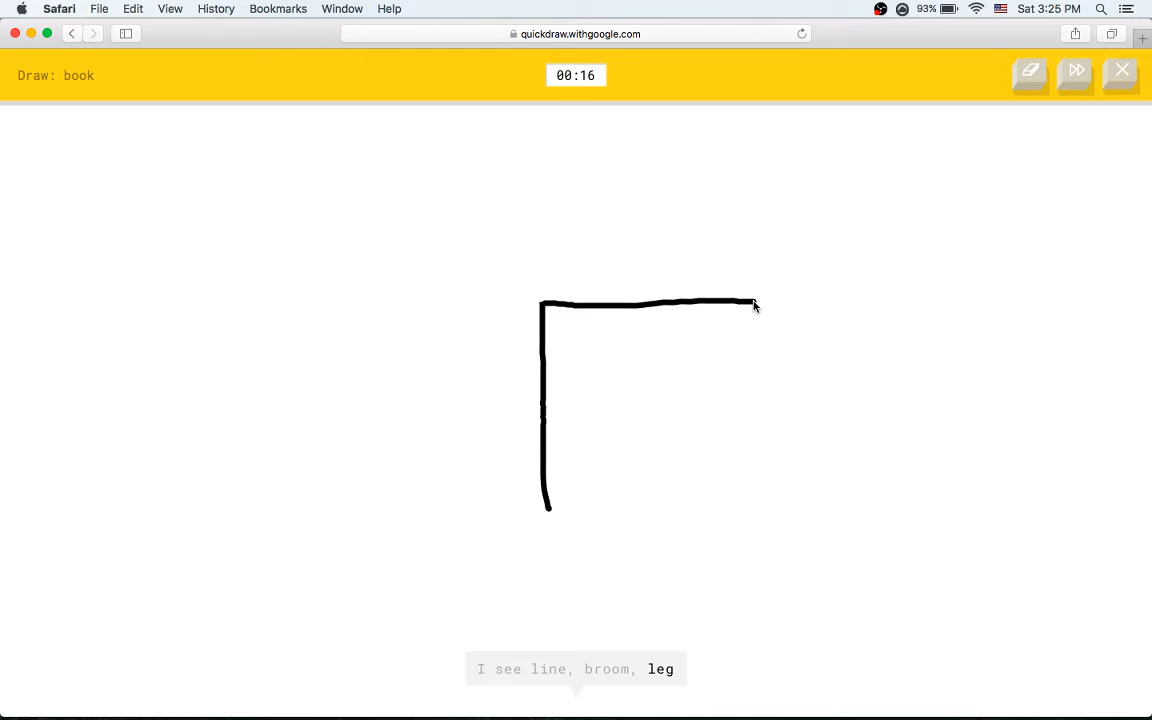 Safari File Edit View History Bookmarks Window Help 93% Sat 3:25 PM
quickdraw.withgoogle.com
Draw: book 00:16
I see line, broom, leg